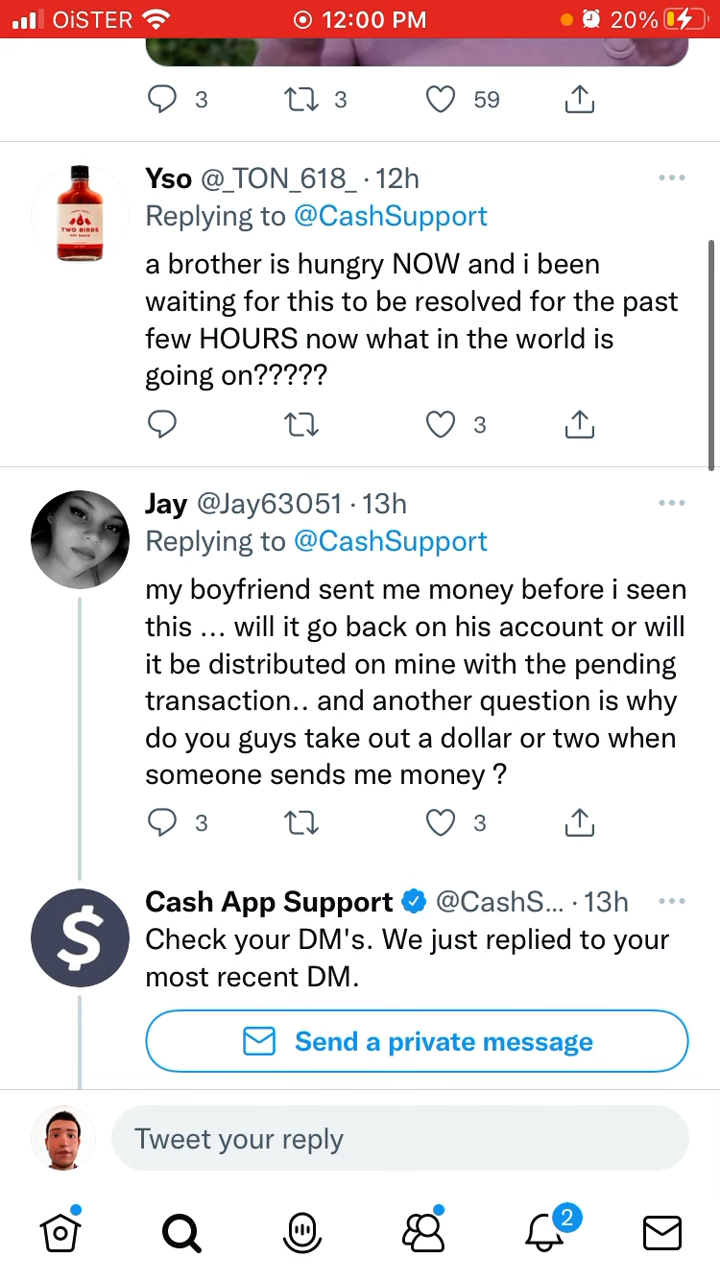 OiSTER 12:00 PM 20%
3 3 59
Yso @_TON_618_ · 12h
Replying to @CashSupport
TWO BIRDS
a brother is hungry NOW and i been
waiting for this to be resolved for the past
few HOURS now what in the world is
going on?????
3
Jay @Jay63051 · 13h
Replying to @CashSupport
my boyfriend sent me money before i seen
this ... will it go back on his account or will
it be distributed on mine with the pending
transaction.. and another question is why
do you guys take out a dollar or two when
someone sends me money ?
3 3
Cash App Support @CashS... · 13h
$
Check your DM's. We just replied to your
most recent DM.
Send a private message
Tweet your reply
2